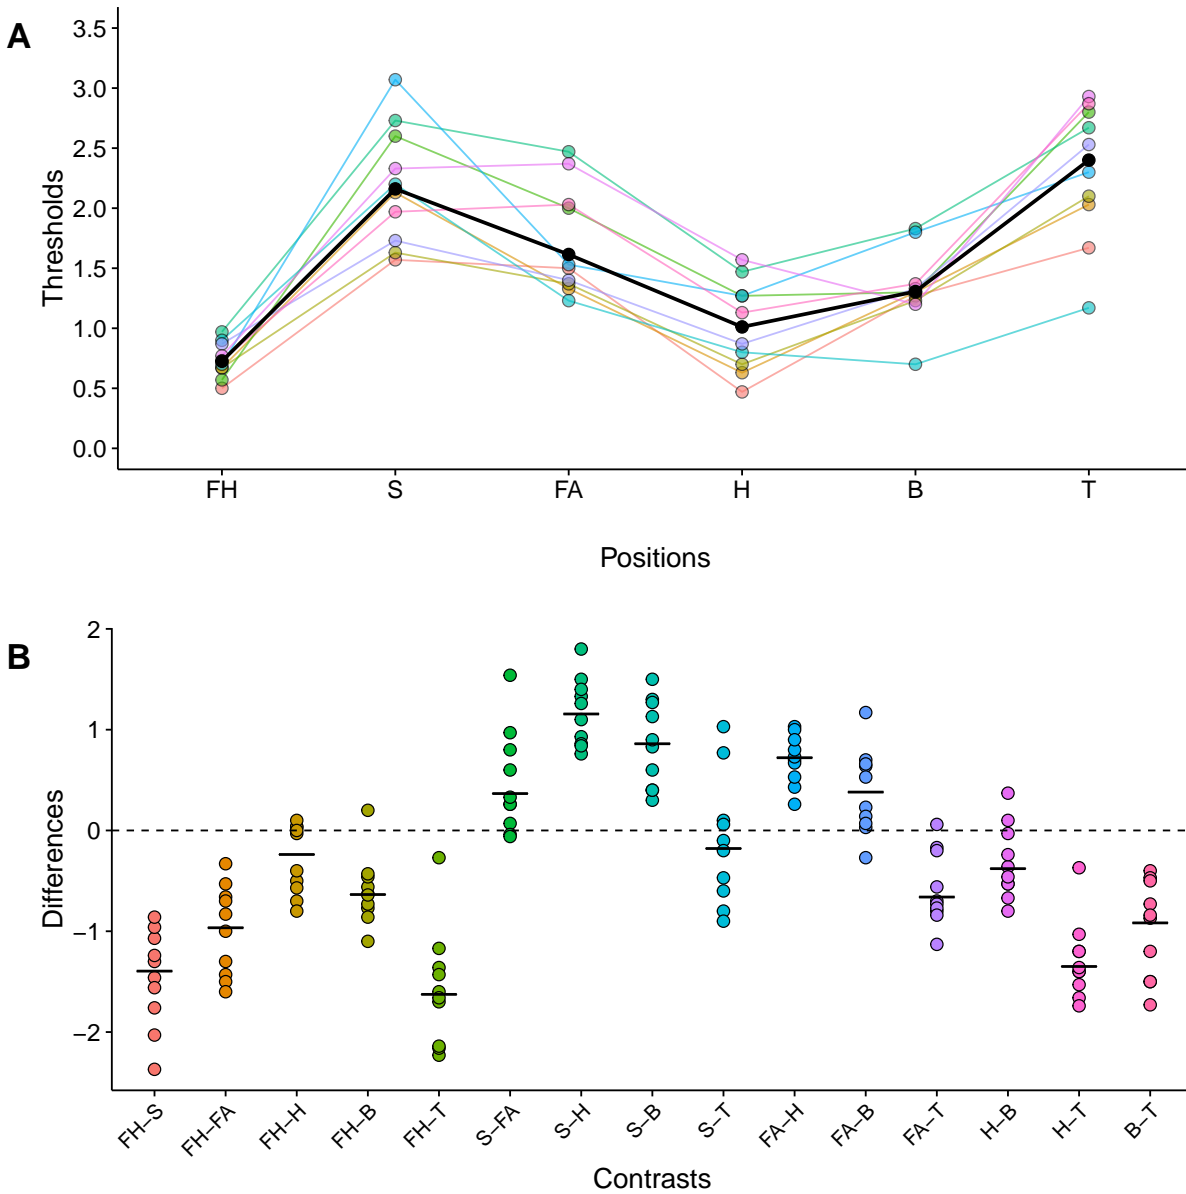 A
Thresholds
3.5
3.0
2.5
2.0
1.5
1.0
0.5
0.0
FH S FA H B T
Positions
B
Differences
2
1
0
−1
−2
FH−S FH−FA FH−H FH−B FH−T S−FA S−H S−B S−T FA−H FA−B FA−T H−B H−T B−T
Contrasts